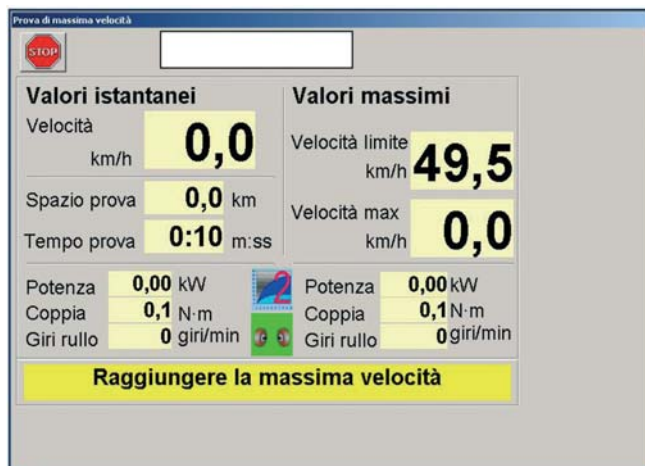 Prova di massima velocità
STOP
Valori istantanei
Velocità
km/h
0,0
Spazio prova 0,0 km
Tempo prova 0:10 m:ss
Valori massimi
Velocità limite
km/h
49,5
Velocità max
km/h
0,0
Potenza 0,00 kW
Coppia 0,1 N·m
Giri rullo 0 giri/min
2
Potenza 0,00 kW
Coppia 0,1 N·m
Giri rullo 0 giri/min
Raggiungere la massima velocità